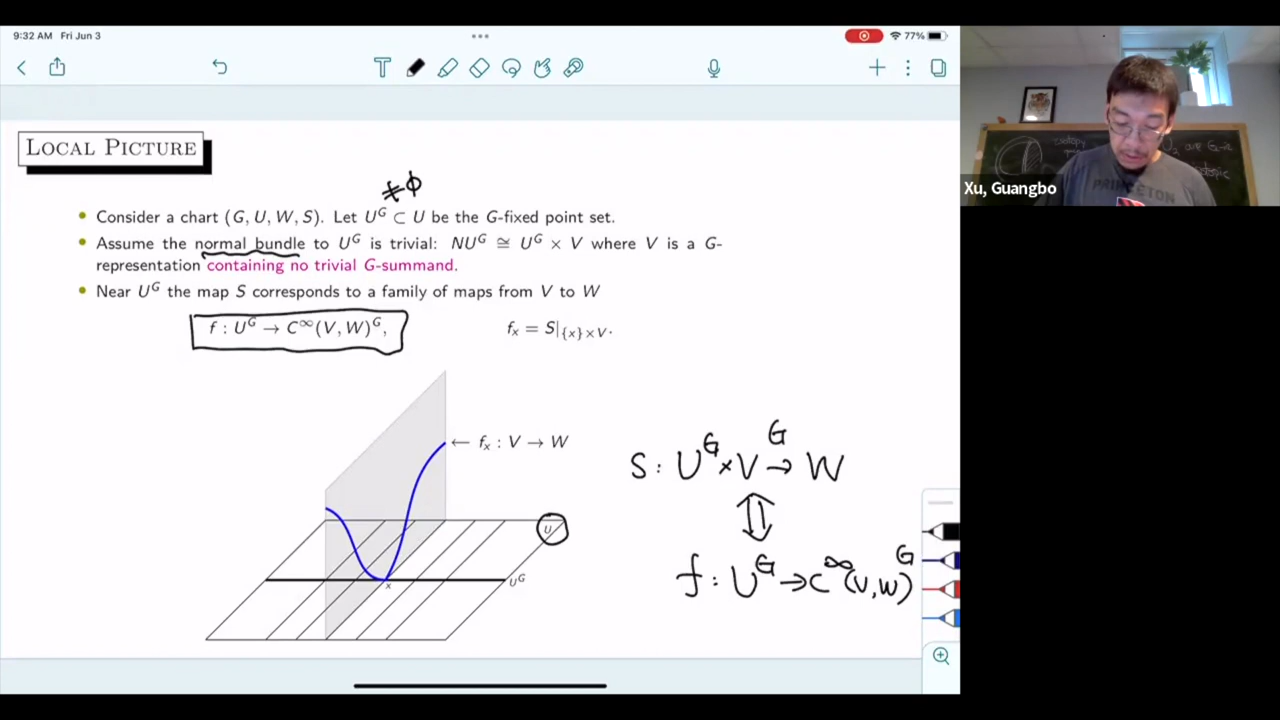 9:32 AM Fri Jun 3
77%
LOCAL PICTURE
≠ ϕ
• Consider a chart (G, U, W, S). Let U^G ⊂ U be the G-fixed point set.
• Assume the normal bundle to U^G is trivial: NU^G ≅ U^G × V where V is a G-
representation containing no trivial G-summand.
• Near U^G the map S corresponds to a family of maps from V to W
f : U^G → C^∞(V, W)^G, f_x = S|_{{x}×V}.
← f_x : V → W
U
x
U^G
S : U^G × V →^G W
⇕
f : U^G → C^∞(V, W)^G
Xu, Guangbo
isotopy
PRINCETON